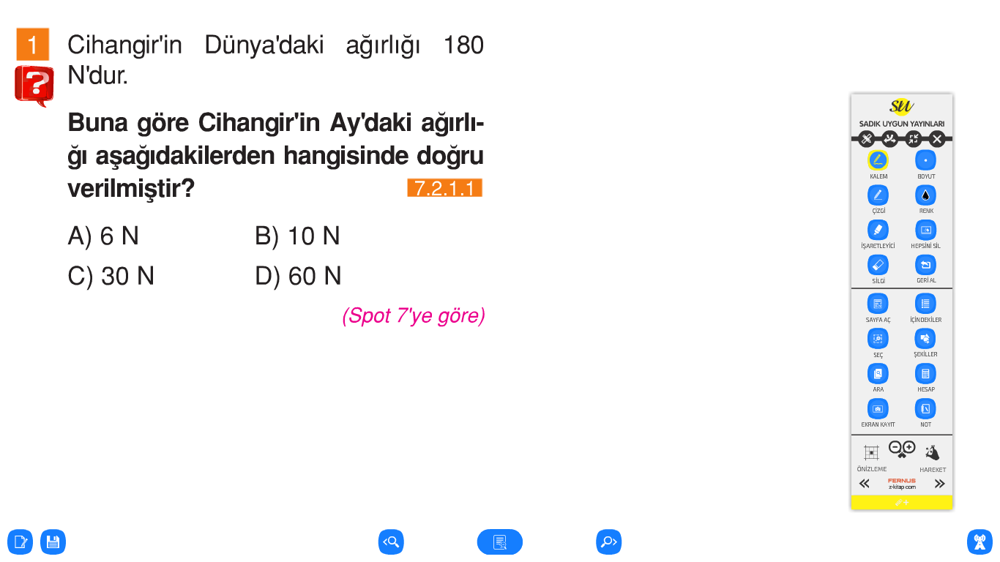 1
Cihangir'in Dünya'daki ağırlığı 180
N'dur.
Buna göre Cihangir'in Ay'daki ağırlı-
ğı aşağıdakilerden hangisinde doğru
verilmiştir?
7.2.1.1
A) 6 N
B) 10 N
C) 30 N
D) 60 N
(Spot 7'ye göre)
SU
SADIK UYGUN YAYINLARI
KALEM
BOYUT
ÇİZGİ
RENK
İŞARETLEYİCİ
HEPSİNİ SİL
SİLGİ
GERİ AL
SAYFA AÇ
İÇİNDEKİLER
SEÇ
ŞEKİLLER
ARA
HESAP
EKRAN KAYIT
NOT
ÖNİZLEME
HAREKET
FERNUS
z-kitap com